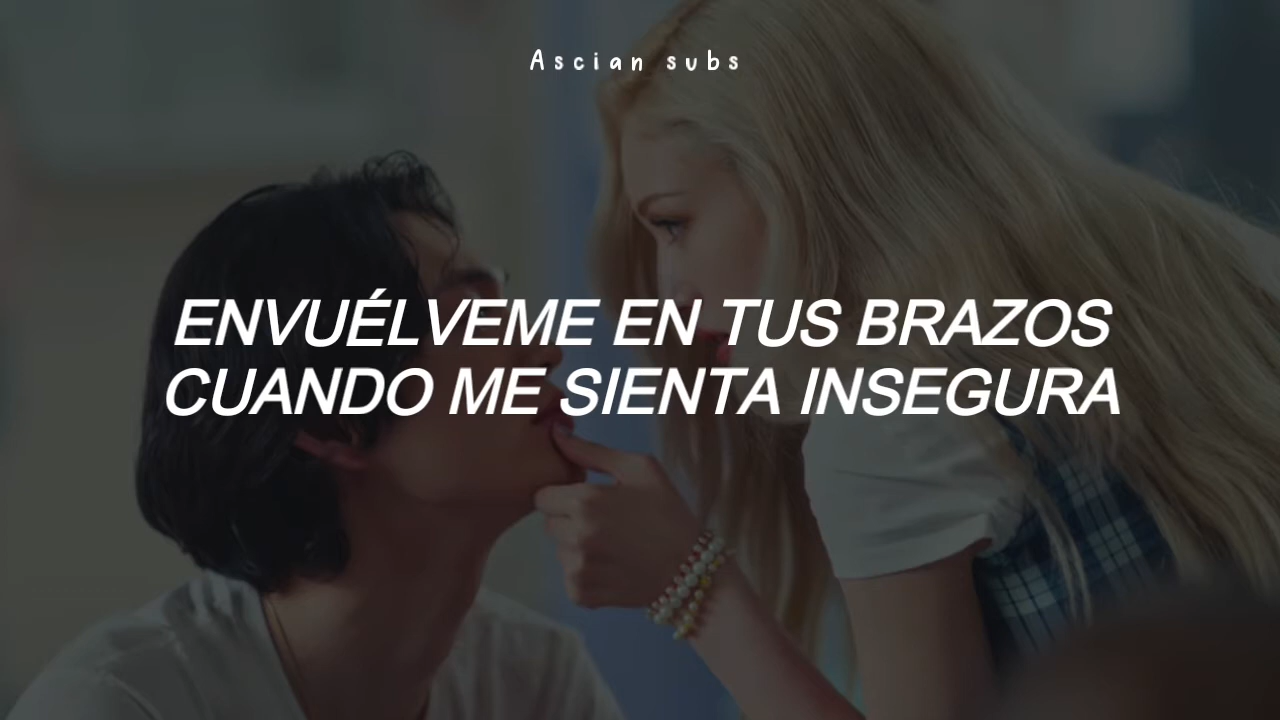 Ascian subs
ENVUÉLVEME EN TUS BRAZOS
CUANDO ME SIENTA INSEGURA